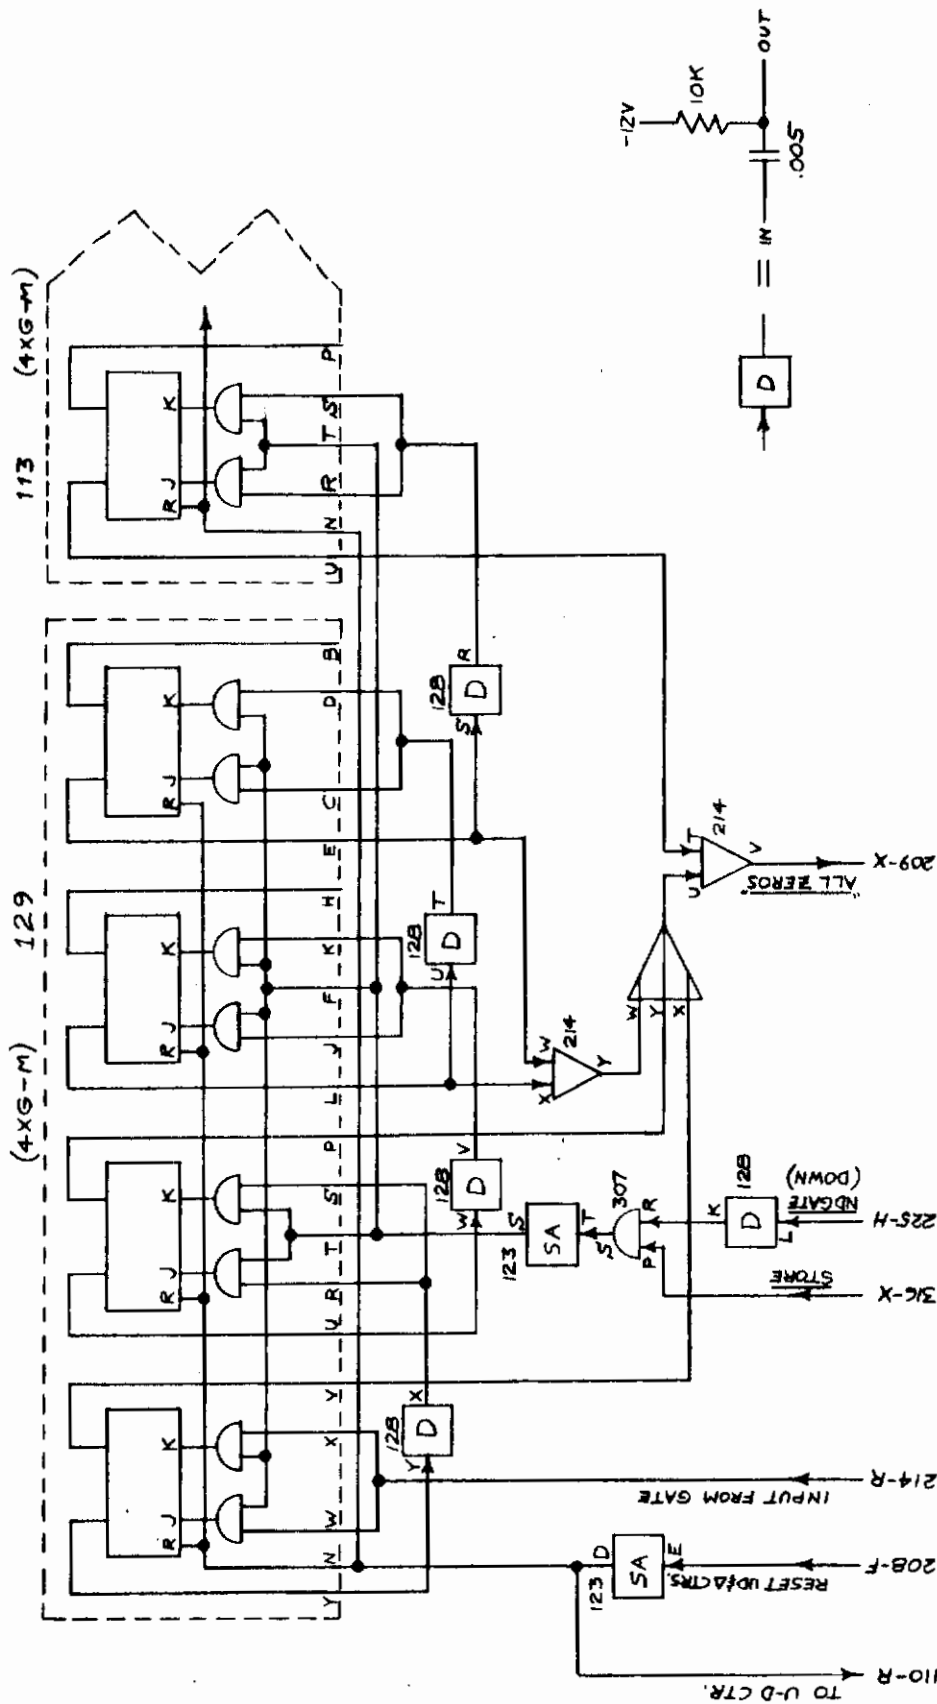 129
(4XG-M)
113
(4XG-M)
R J K
R J K
R J K
R J K
R J K
Y N W X Y U R T S P L J F K H E C D B
U N R T S P
Y 128 D X
W 128 D V
U 128 D T
S 128 D R
X W 214 Y
W Y X
U T 214 V
"ALL ZEROS"
209-X
123 SA S T
S 307 P R
K 128 D L
NDGATE
(DOWN)
225-H
STORE
316-X
INPUT FROM GATE
214-R
D 123 SA E
RESET UD&Δ CTRS.
208-F
TO U-D CTR.
110-R
D = IN
.005
-12V
10K
OUT